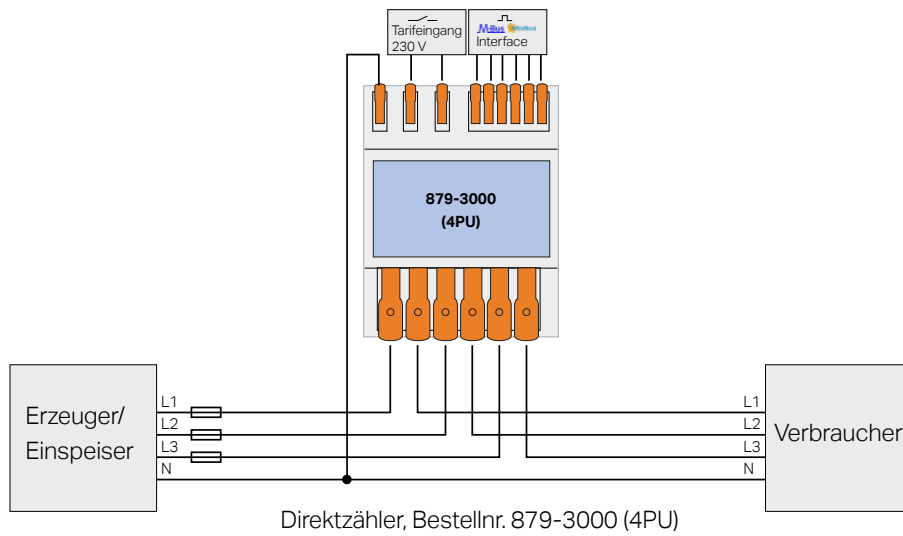 Tarifeingang
230 V
M-Bus Modbus
Interface
879-3000
(4PU)
Erzeuger/
Einspeiser
L1
L2
L3
N
L1
L2
L3
N
Verbraucher
Direktzähler, Bestellnr. 879-3000 (4PU)